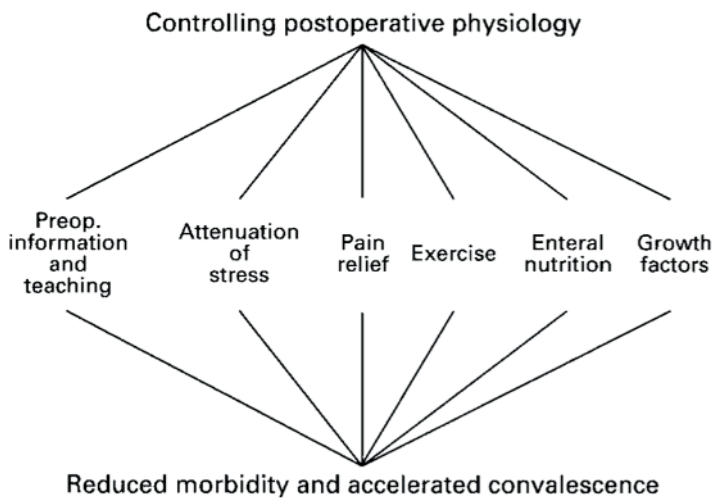 Controlling postoperative physiology
Preop.
information
and
teaching
Attenuation
of
stress
Pain
relief
Exercise
Enteral
nutrition
Growth
factors
Reduced morbidity and accelerated convalescence